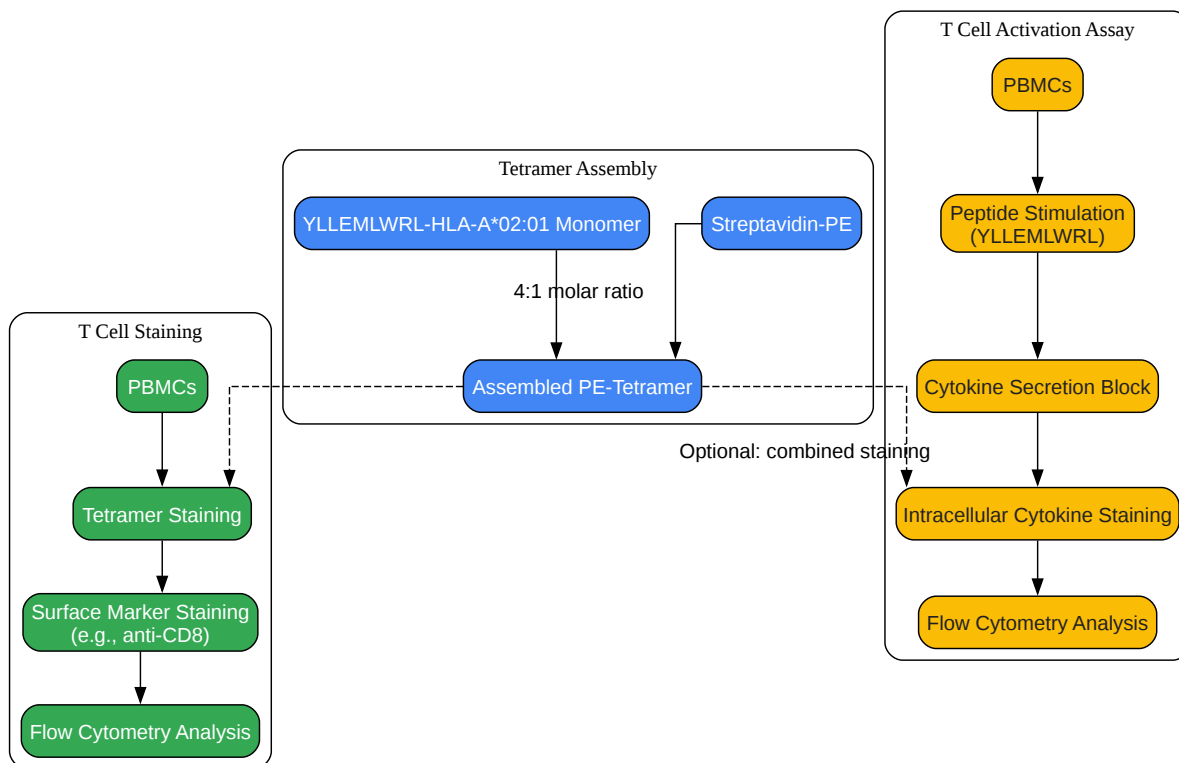 T Cell Activation Assay
PBMCs
Peptide Stimulation
(YLLEMLWRL)
Cytokine Secretion Block
Intracellular Cytokine Staining
Flow Cytometry Analysis
Tetramer Assembly
YLLEMLWRL-HLA-A*02:01 Monomer
Streptavidin-PE
4:1 molar ratio
Assembled PE-Tetramer
Optional: combined staining
T Cell Staining
PBMCs
Tetramer Staining
Surface Marker Staining
(e.g., anti-CD8)
Flow Cytometry Analysis